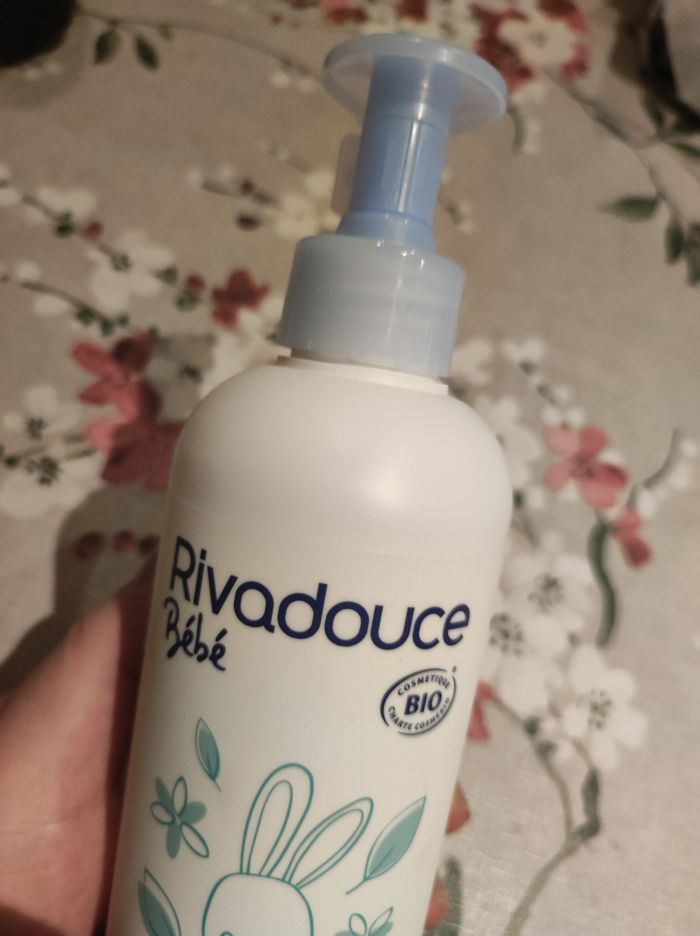 Rivadouce
Bébé
COSMETIQUE
BIO
CHARTE COSMEBIO